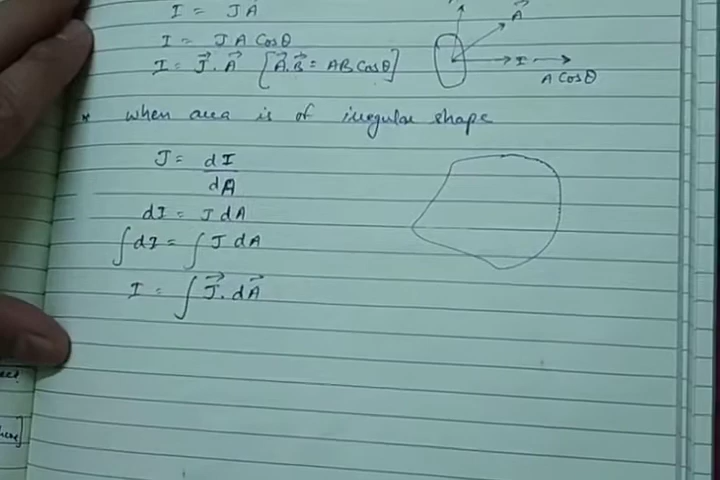 I = JA
A⃗
I = JA Cosθ
I = J⃗.A⃗ [A⃗.B⃗ = AB Cosθ]
I
A Cosθ
* when area is of irregular shape
J = dI/dA
dI = J dA
∫dI = ∫J dA
I = ∫J⃗.dA⃗